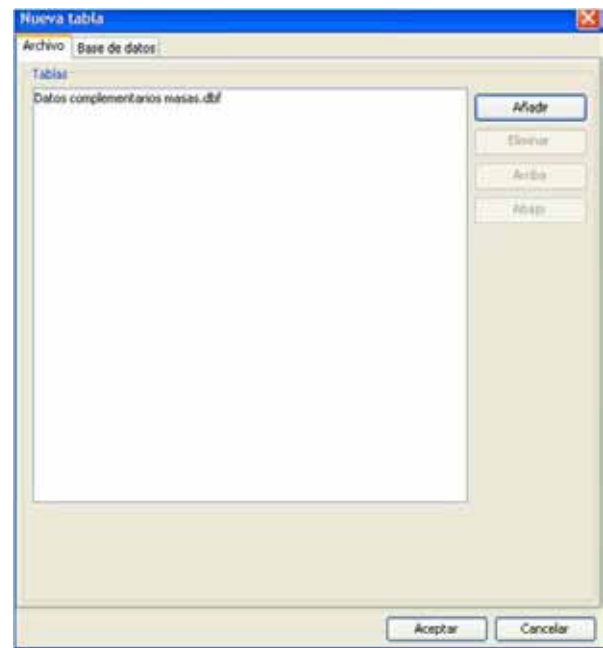 Nueva tabla
Archivo
Base de datos
Tablas
Datos complementarios masas.dbf
Añadir
Eliminar
Arriba
Abajo
Aceptar
Cancelar